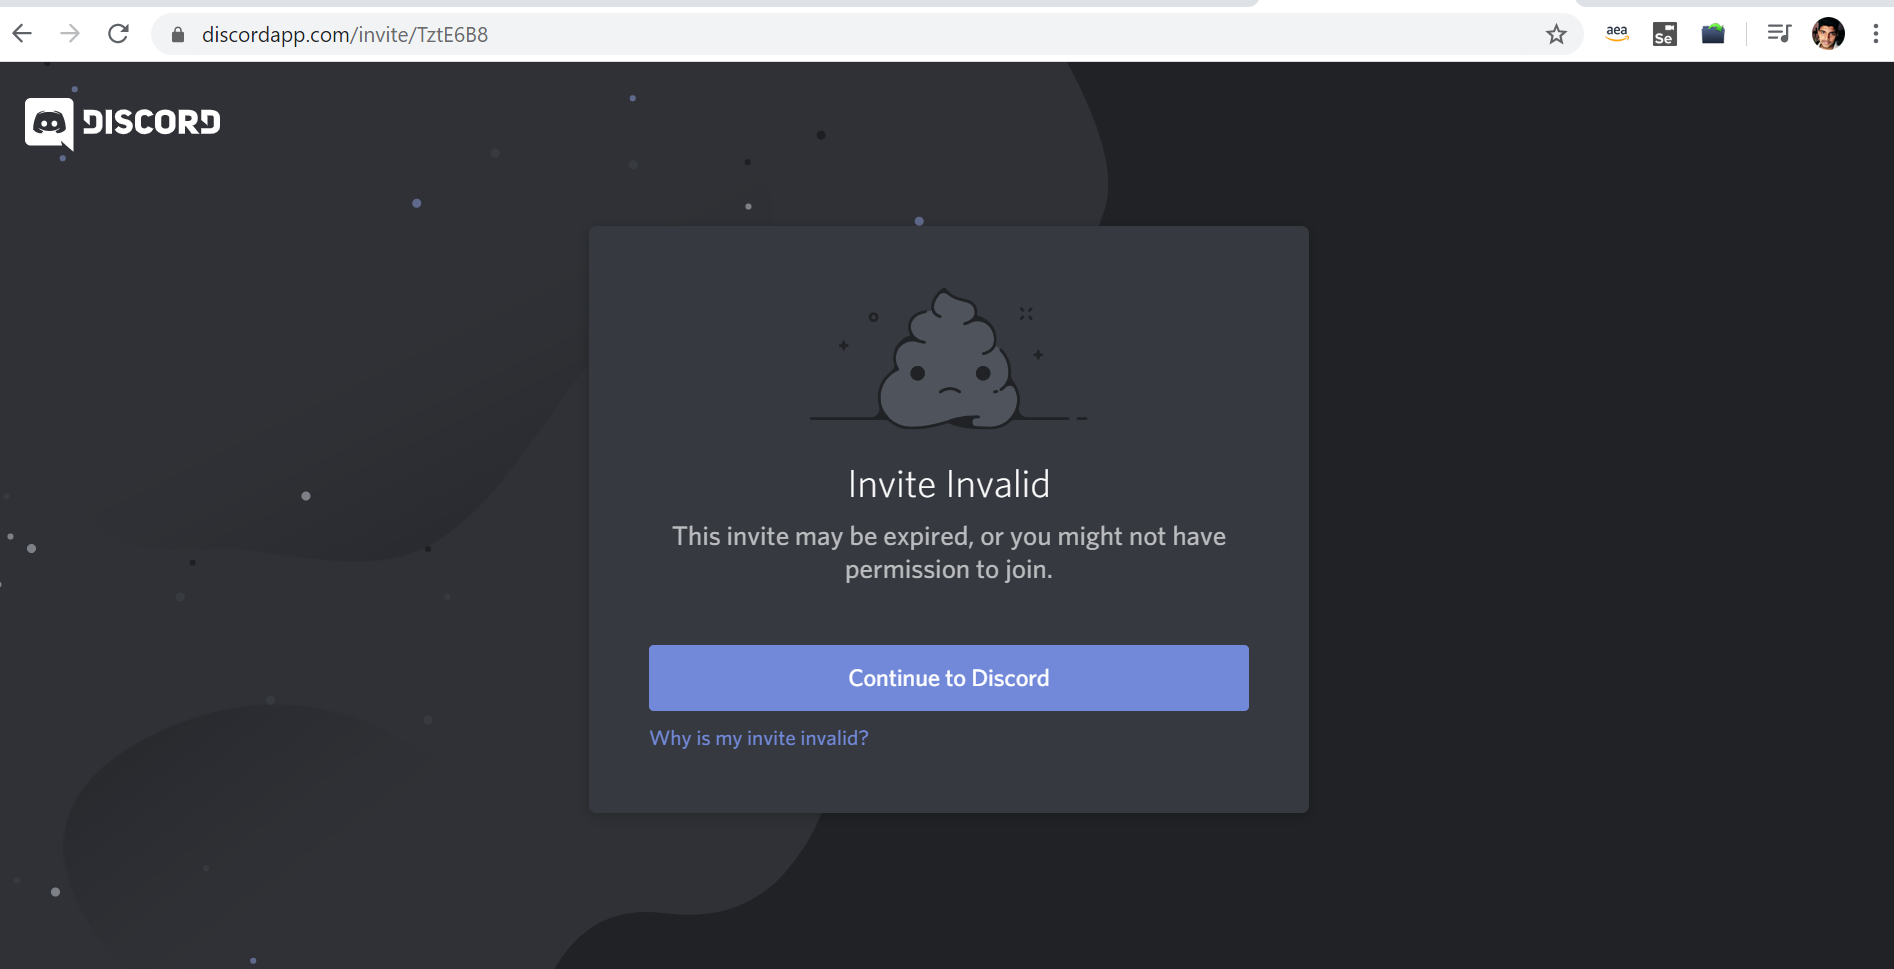 discordapp.com/invite/TztE6B8
aea
Se
DISCORD
Invite Invalid
This invite may be expired, or you might not have
permission to join.
Continue to Discord
Why is my invite invalid?